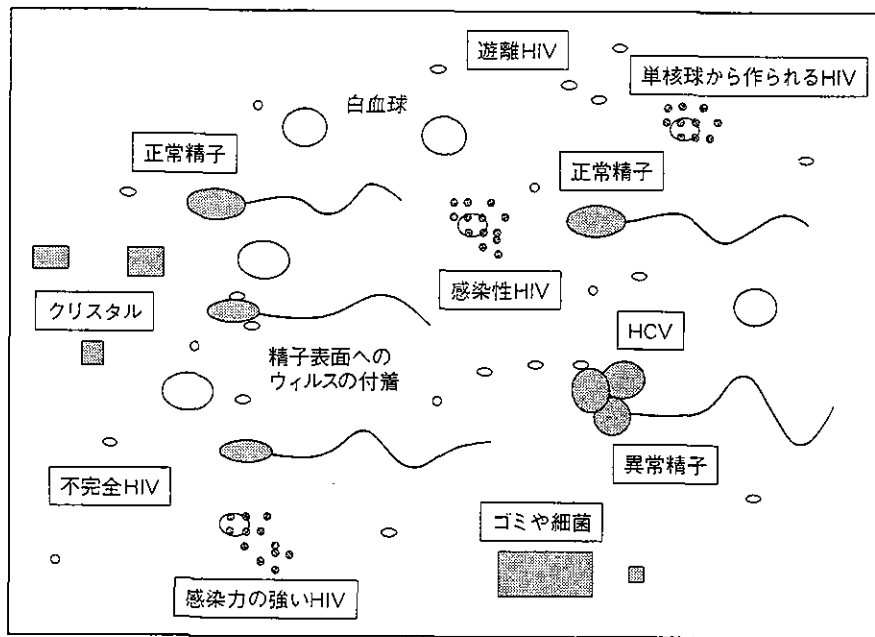 遊離HIV
単核球から作られるHIV
白血球
正常精子
正常精子
感染性HIV
クリスタル
HCV
精子表面への
ウィルスの付着
異常精子
不完全HIV
ゴミや細菌
感染力の強いHIV